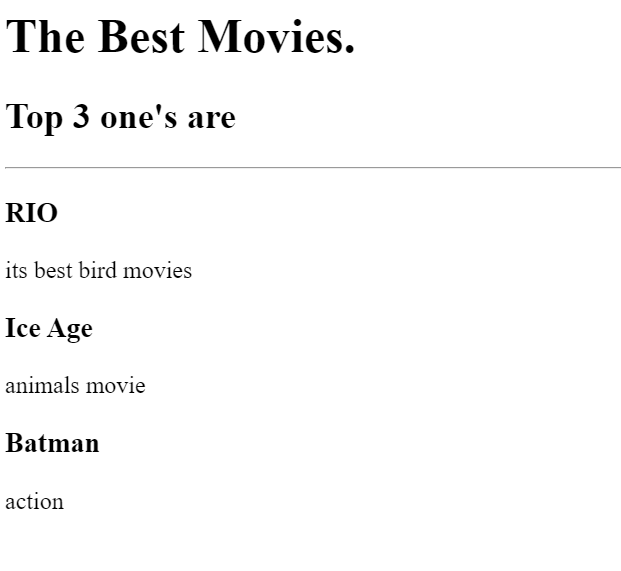 The Best Movies.
Top 3 one's are
RIO
its best bird movies
Ice Age
animals movie
Batman
action